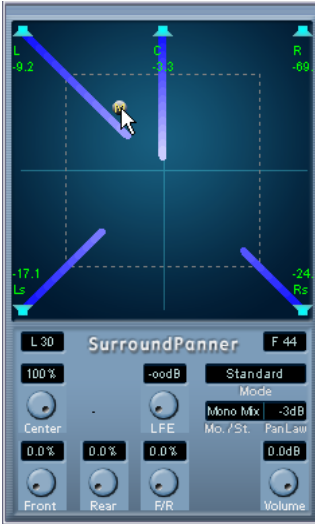 L C R
-9.2 -3.3 -69.
-17.1 -24.
Ls Rs
L 30 SurroundPanner F 44
100% -oodB Standard
Mode
Mono Mix -3dB
Center LFE Mo./St. PanLaw
0.0% 0.0% 0.0% 0.0dB
Front Rear F/R Volume